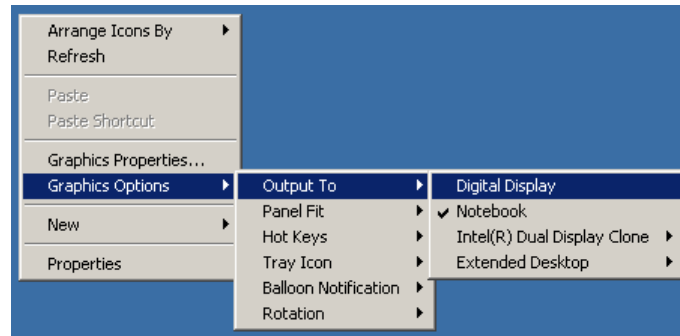 Arrange Icons By
Refresh
Paste
Paste Shortcut
Graphics Properties...
Graphics Options
New
Properties
Output To
Panel Fit
Hot Keys
Tray Icon
Balloon Notification
Rotation
Digital Display
Notebook
Intel(R) Dual Display Clone
Extended Desktop